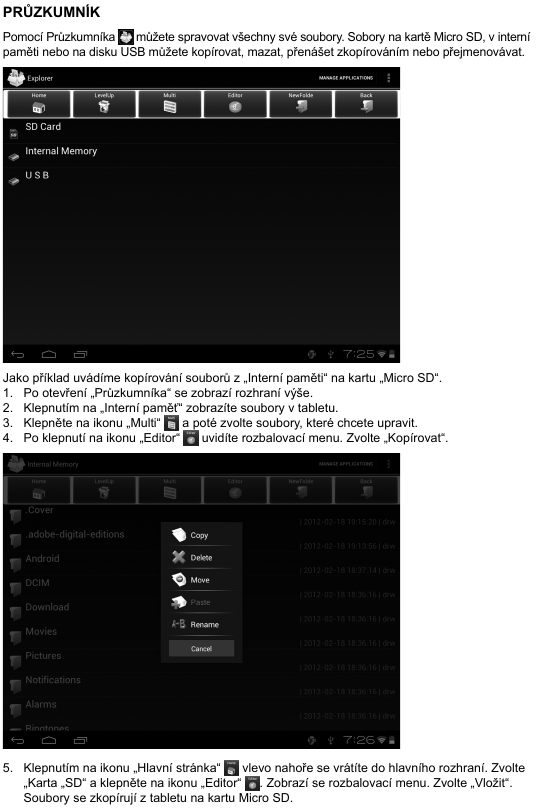 PRŮZKUMNÍK
Pomocí Průzkumníka můžete spravovat všechny své soubory. Sobory na kartě Micro SD, v interní
paměti nebo na disku USB můžete kopírovat, mazat, přenášet zkopírováním nebo přejmenovávat.
Explorer MANAGE APPLICATIONS
Home LevelUp Multi Editor NewFolde Back
SD Card
Internal Memory
U S B
7:25
Jako příklad uvádíme kopírování souborů z „Interní paměti“ na kartu „Micro SD“.
1. Po otevření „Průzkumníka“ se zobrazí rozhraní výše.
2. Klepnutím na „Interní paměť“ zobrazíte soubory v tabletu.
3. Klepněte na ikonu „Multi“ a poté zvolte soubory, které chcete upravit.
4. Po klepnutí na ikonu „Editor“ uvidíte rozbalovací menu. Zvolte „Kopírovat“.
Internal Memory MANAGE APPLICATIONS
Home LevelUp Multi Editor NewFolde Back
.Cover
| 2012-02-18 19:15:20 | drw
.adobe-digital-editions
| 2012-02-18 19:13:56 | drw
Android
| 2012-02-18 18:37:14 | drw
DCIM
| 2012-02-18 18:36:16 | drw
Download
| 2012-02-18 18:36:16 | drw
Movies
| 2012-02-18 18:36:16 | drw
Pictures
| 2012-02-18 18:36:16 | drw
Notifications
| 2012-02-18 18:36:16 | drw
Alarms
| 2012-02-18 18:36:16 | drw
Ringtones
Copy
Delete
Move
Paste
Rename
Cancel
7:26
5. Klepnutím na ikonu „Hlavní stránka“ vlevo nahoře se vrátíte do hlavního rozhraní. Zvolte
„Karta „SD“ a klepněte na ikonu „Editor“ . Zobrazí se rozbalovací menu. Zvolte „Vložit“.
Soubory se zkopírují z tabletu na kartu Micro SD.